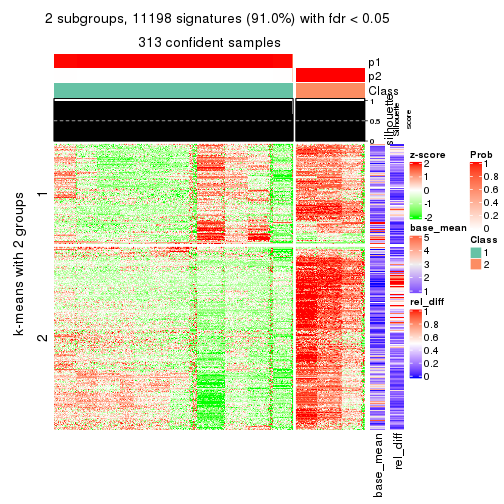 2 subgroups, 11198 signatures (91.0%) with fdr < 0.05
313 confident samples
p1
p2
Class
1
0.5
0
silhouette
Silhouette
score
k-means with 2 groups
1
2
base_mean
rel_diff
z-score
2
1
0
-1
-2
base_mean
5
4
3
2
1
rel_diff
1
0.8
0.6
0.4
0.2
0
Prob
1
0.8
0.6
0.4
0.2
0
Class
1
2